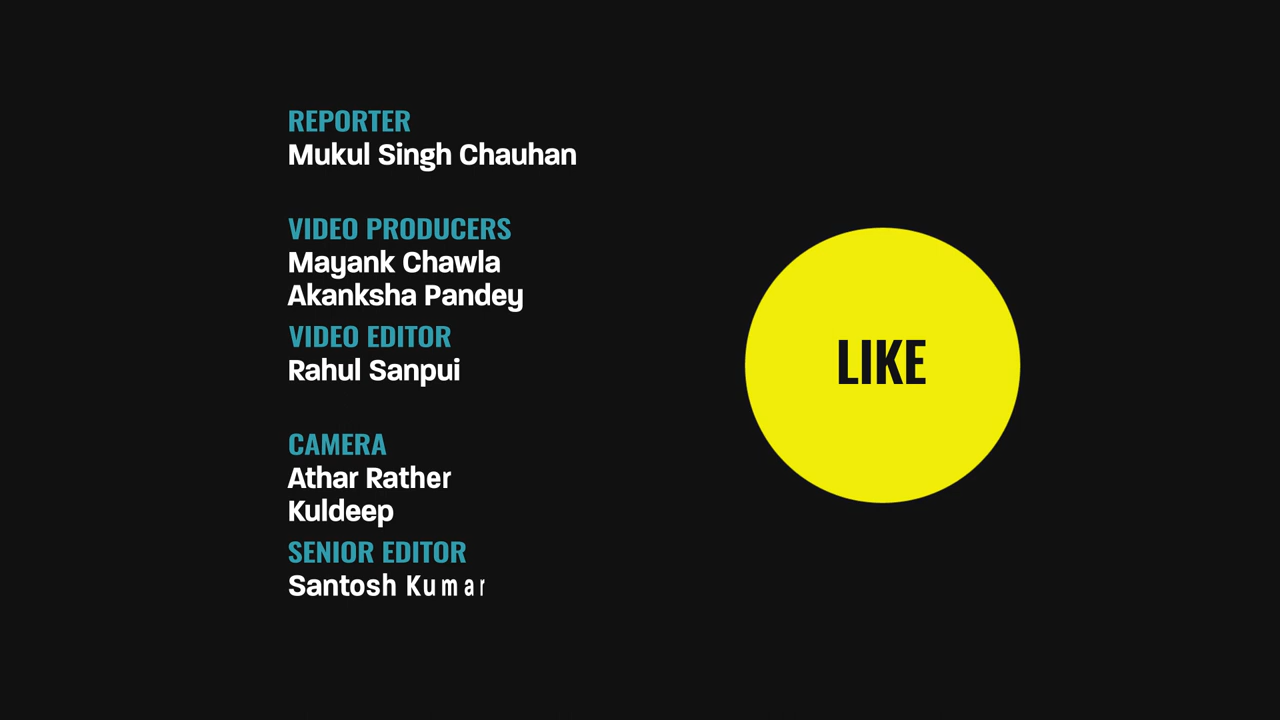 REPORTER
Mukul Singh Chauhan
VIDEO PRODUCERS
Mayank Chawla
Akanksha Pandey
VIDEO EDITOR
Rahul Sanpui
CAMERA
Athar Rather
Kuldeep
SENIOR EDITOR
Santosh Kumar
LIKE